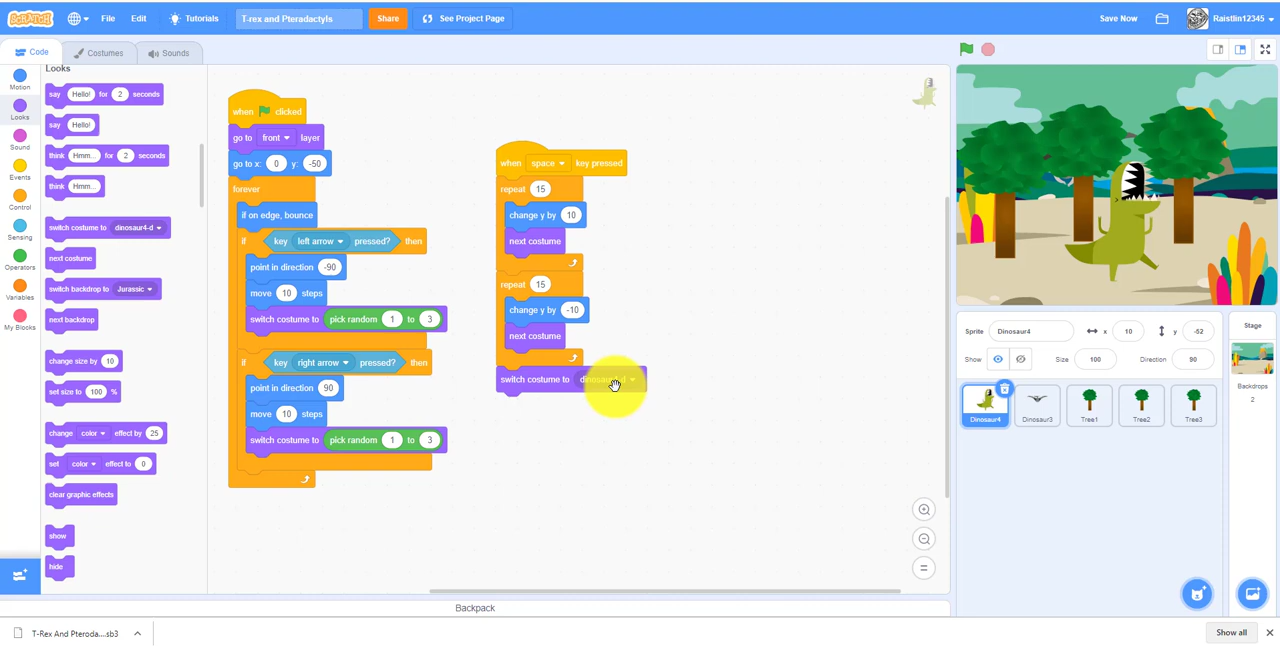 SCRATCH File Edit Tutorials T-rex and Pteradactyls Share See Project Page Save Now Raistlin12345
Code Costumes Sounds
Motion
Looks
Sound
Events
Control
Sensing
Operators
Variables
My Blocks
Looks
say Hello! for 2 seconds
say Hello!
think Hmm... for 2 seconds
think Hmm...
switch costume to dinosaur4-d
next costume
switch backdrop to Jurassic
next backdrop
change size by 10
set size to 100 %
change color effect by 25
set color effect to 0
clear graphic effects
show
hide
when clicked
go to front layer
go to x: 0 y: -50
forever
if on edge, bounce
if key left arrow pressed? then
point in direction -90
move 10 steps
switch costume to pick random 1 to 3
if key right arrow pressed? then
point in direction 90
move 10 steps
switch costume to pick random 1 to 3
when space key pressed
repeat 15
change y by 10
next costume
repeat 15
change y by -10
next costume
switch costume to
Sprite Dinosaur4 x 10 y -52
Show Size 100 Direction 90
Dinosaur4 Dinosaur3 Tree1 Tree2 Tree3
Stage
Backdrops
2
Backpack
T-Rex And Pteroda....sb3 Show all